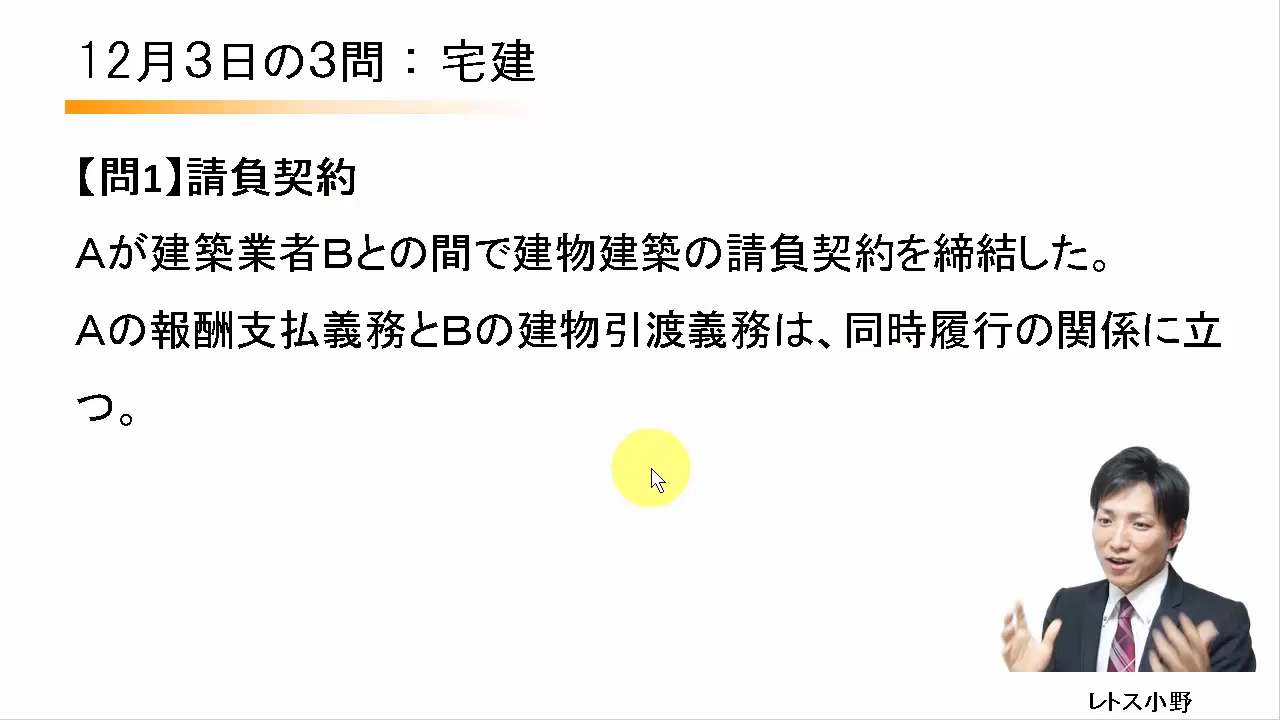 12月3日の3問：宅建
【問1】請負契約
Aが建築業者Bとの間で建物建築の請負契約を締結した。
Aの報酬支払義務とBの建物引渡義務は、同時履行の関係に立
つ。
レトス小野